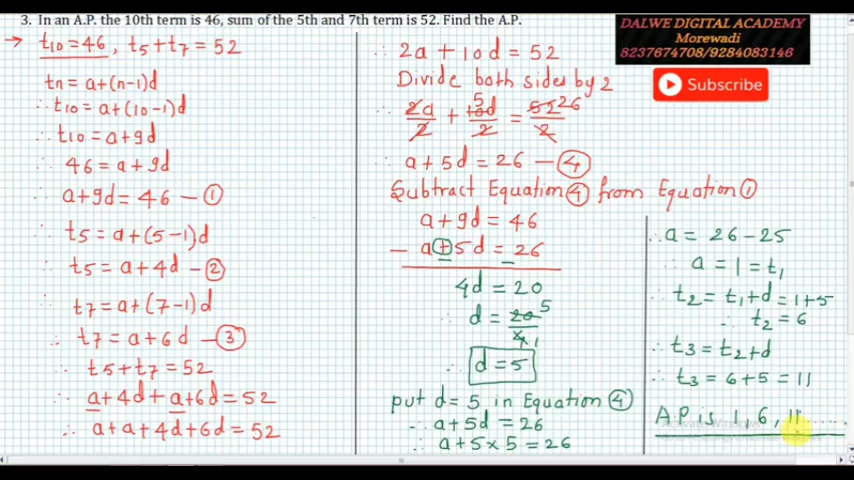 3. In an A.P. the 10th term is 46, sum of the 5th and 7th term is 52. Find the A.P.
→ t10 = 46, t5 + t7 = 52
tn = a+(n-1)d
∴ t10 = a+(10-1)d
∴ t10 = a+9d
∴ 46 = a+9d
∴ a+9d = 46 — ①
∴ t5 = a+(5-1)d
∴ t5 = a+4d — ②
∴ t7 = a+(7-1)d
∴ t7 = a+6d — ③
∴ t5+t7 = 52
∴ a+4d+a+6d = 52
∴ a+a+4d+6d = 52
∴ 2a + 10d = 52
Divide both sides by 2
∴ 2a/2 + 10d/2 5 = 52/2 26
∴ a+5d = 26 — ④
Subtract Equation ④ from Equation ①
a+9d = 46
- a+5d = 26
4d = 20
∴ d = 20/4 5 1
∴ d = 5
put d = 5 in Equation ④
∴ a+5d = 26
∴ a+5×5 = 26
∴ a = 26-25
∴ a = 1 = t1
∴ t2 = t1+d = 1+5
∴ t2 = 6
∴ t3 = t2+d
∴ t3 = 6+5 = 11
A.P is 1, 6, 11 ......
DALWE DIGITAL ACADEMY
Morewadi
8237674708/9284083146
Subscribe
Activate Windows